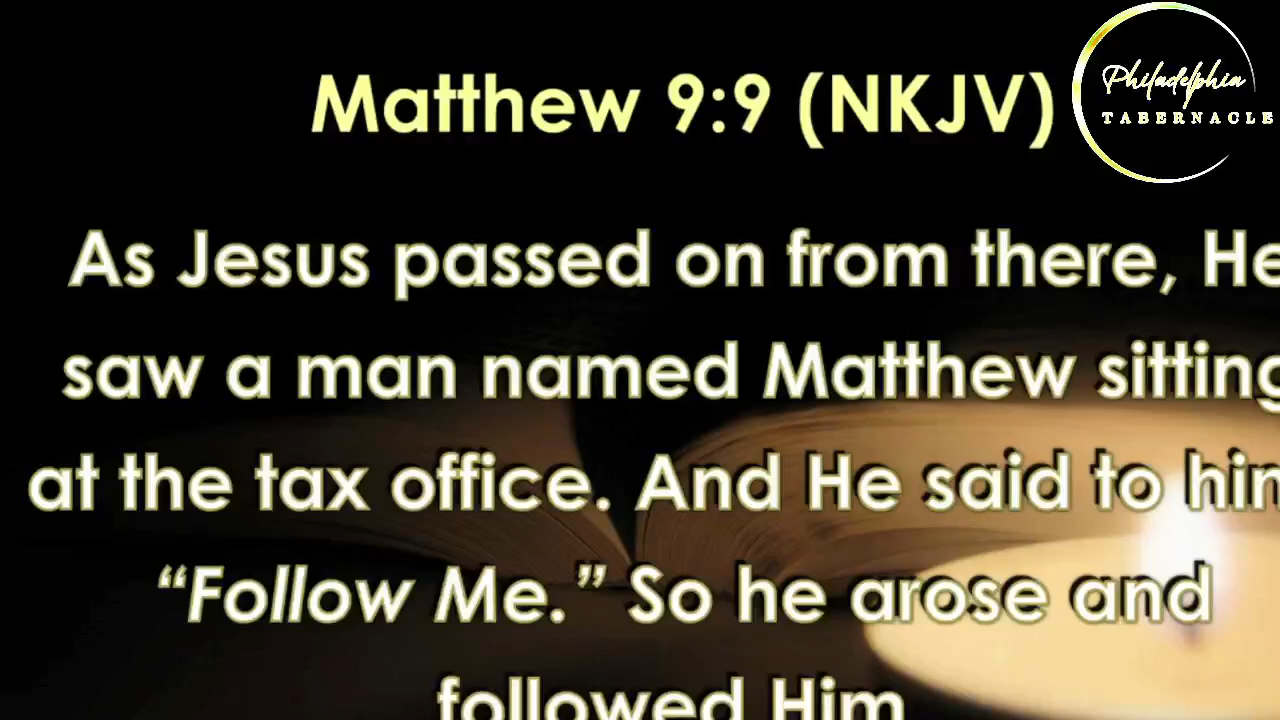 Matthew 9:9 (NKJV)
Philadelphia
TABERNACLE
As Jesus passed on from there, He
saw a man named Matthew sitting
at the tax office. And He said to him
“Follow Me.” So he arose and
followed Him